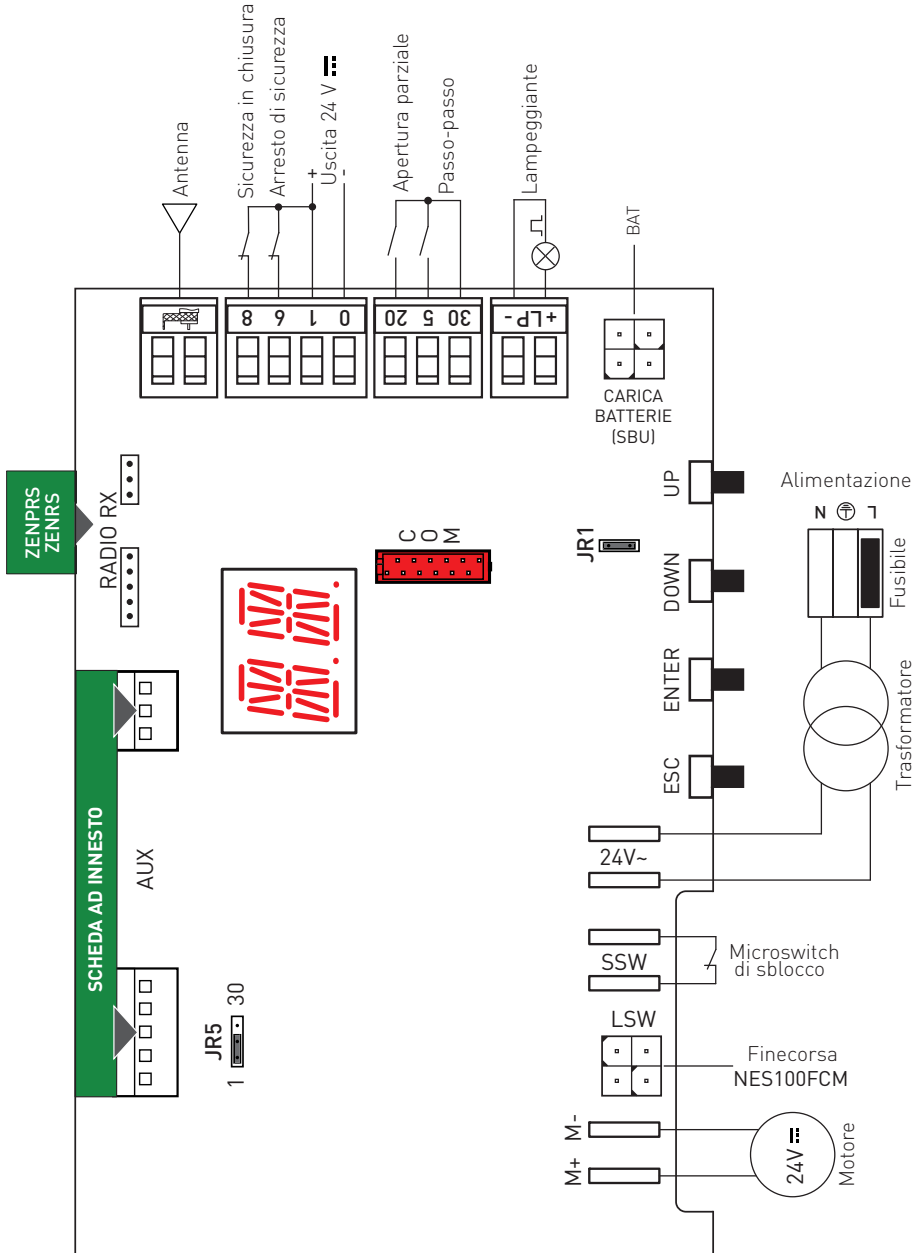 Antenna
Sicurezza in chiusura
Arresto di sicurezza
+
Uscita 24 V
-
Apertura parziale
Passo-passo
Lampeggiante
BAT
8 6 1 0
20 5 30
- LP +
CARICA
BATTERIE
(SBU)
ZENPRS
ZENRS
RADIO RX
COM
SCHEDA AD INNESTO
AUX
JR5
1 30
JR1
UP
DOWN
ENTER
ESC
Alimentazione
N L
Fusibile
Trasformatore
24V~
SSW
Microswitch
di sblocco
LSW
Finecorsa
NES100FCM
M-
M+
24V
Motore